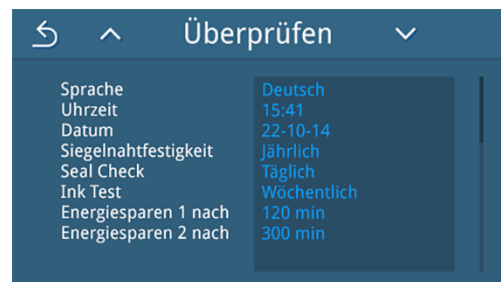 Überprüfen
Sprache Deutsch
Uhrzeit 15:41
Datum 22-10-14
Siegelnahtfestigkeit Jährlich
Seal Check Täglich
Ink Test Wöchentlich
Energiesparen 1 nach 120 min
Energiesparen 2 nach 300 min